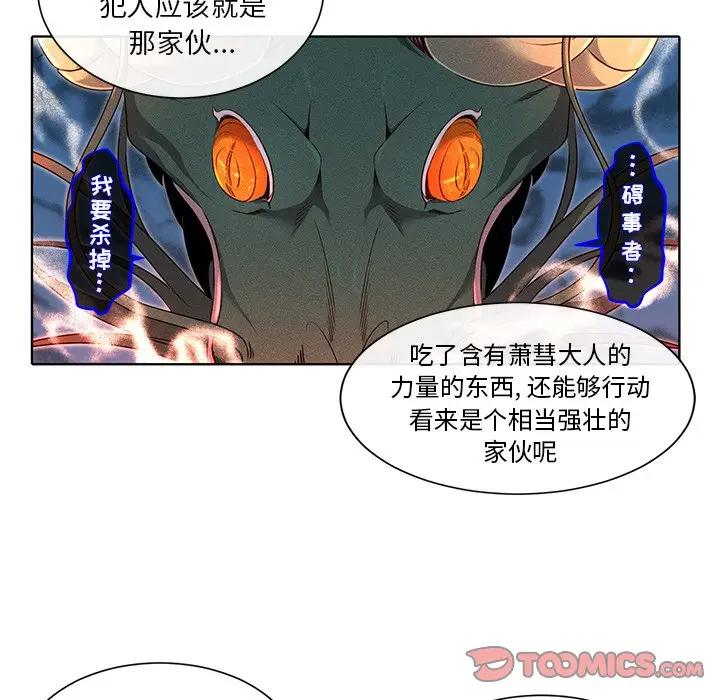 犯人应该就是
那家伙...
...碍事者..
我要杀掉...
吃了含有萧彗大人的
力量的东西, 还能够行动
看来是个相当强壮的
家伙呢
TOOMICS.COM